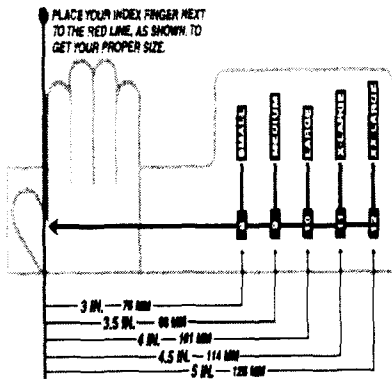 PLACE YOUR INDEX FINGER NEXT
TO THE RED LINE, AS SHOWN, TO
GET YOUR PROPER SIZE.
SMALL
MEDIUM
LARGE
X-LARGE
XX LARGE
9
10
11
12
3 IN. — 76 MM
3.5 IN.
4 IN. — 101 MM
4.5 IN. — 114 MM
5 IN.